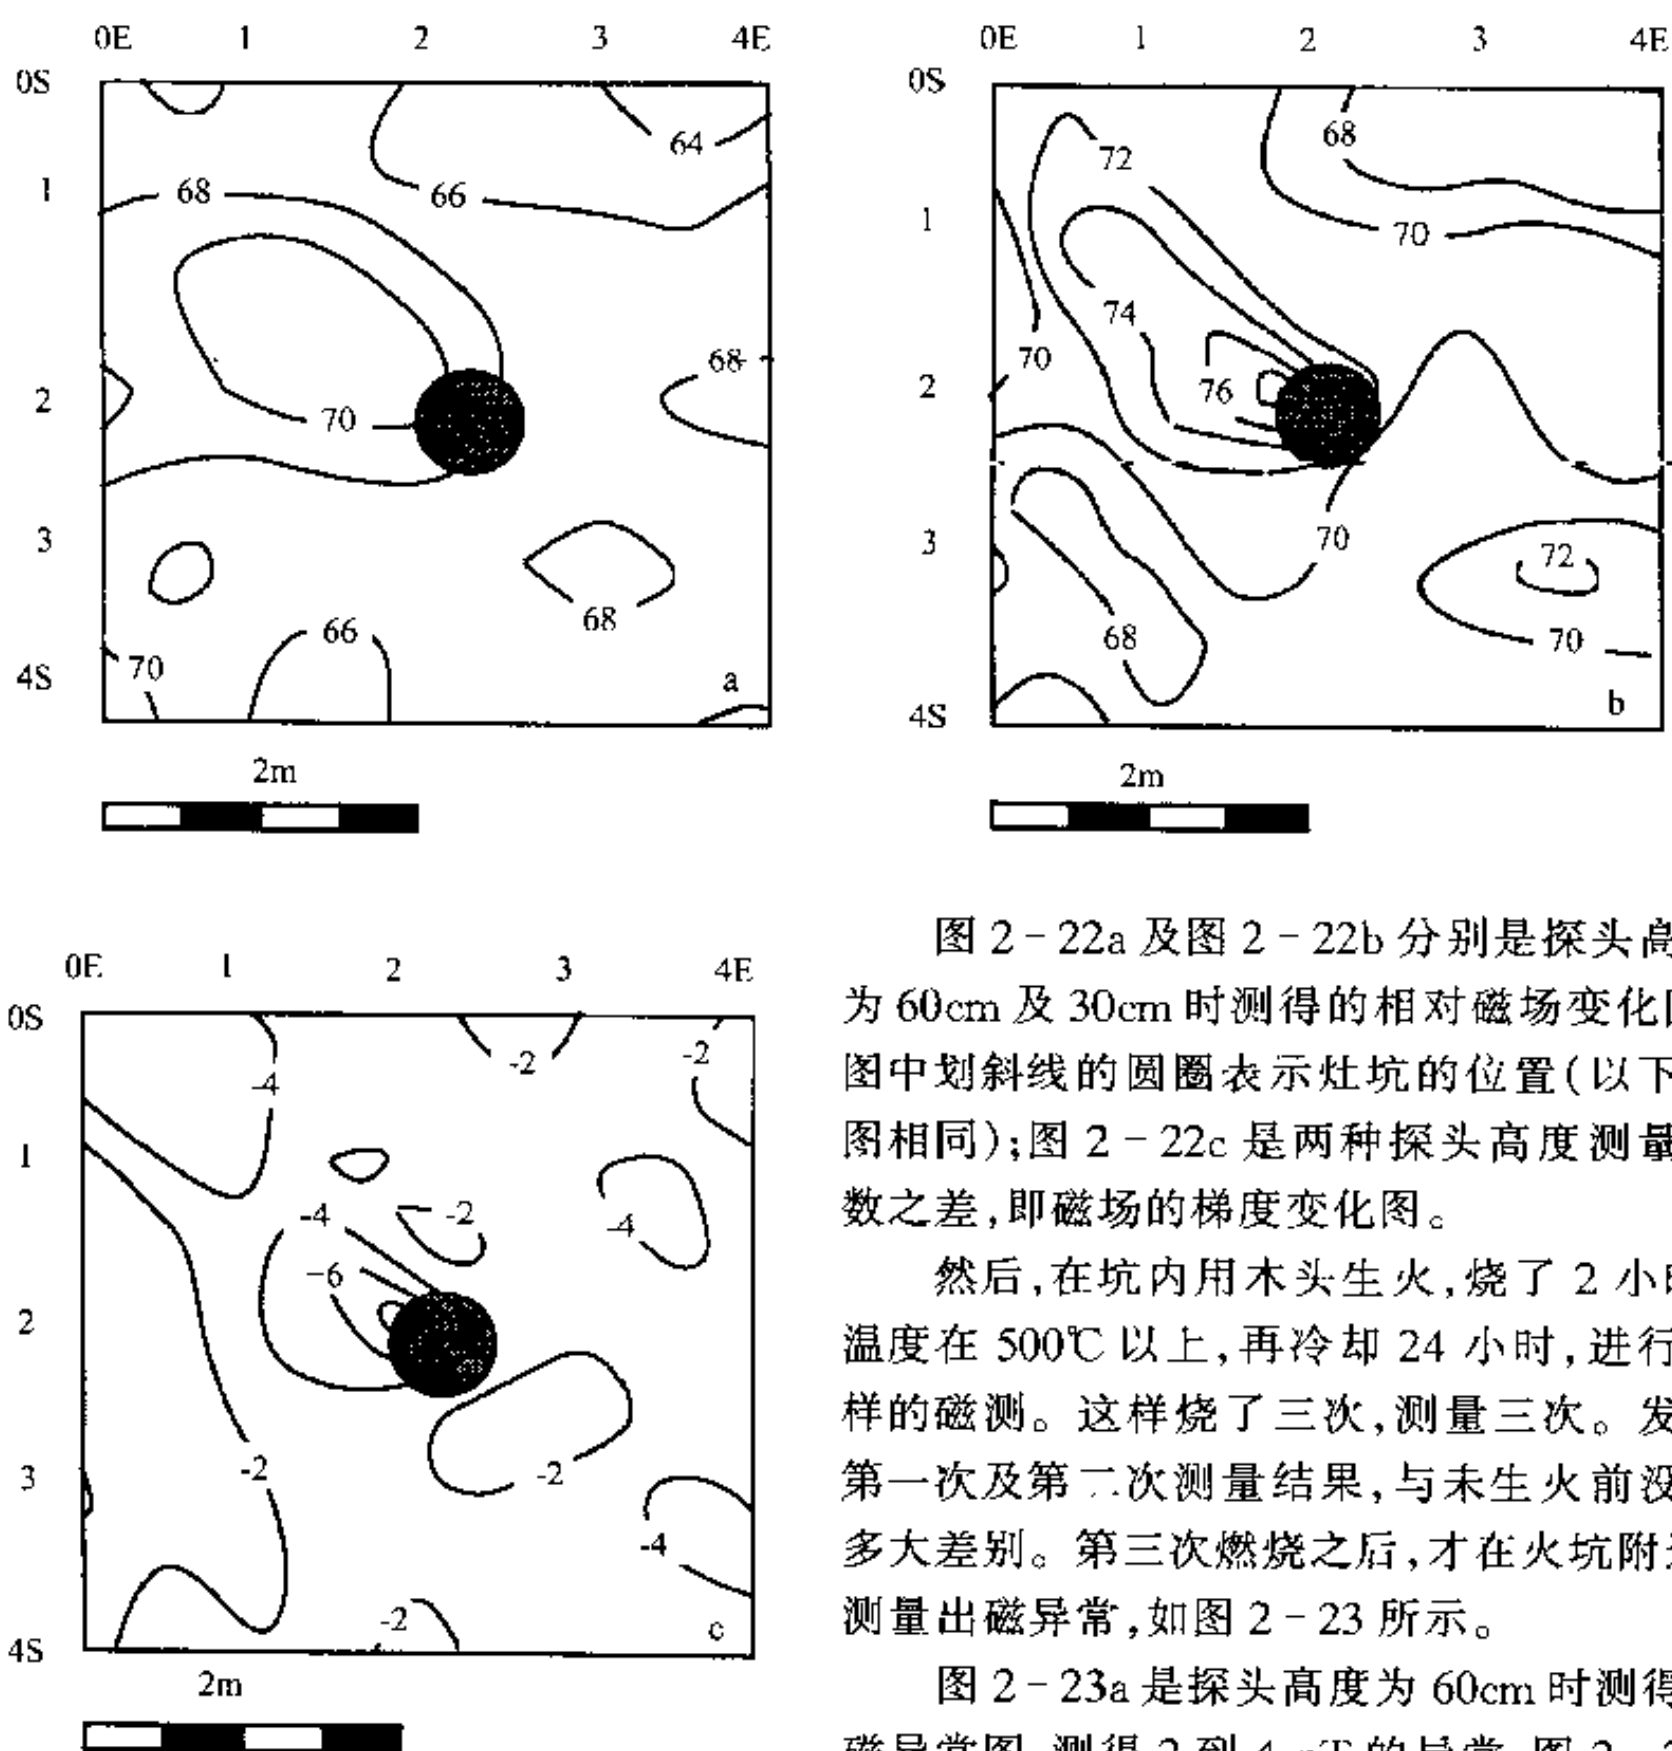 0E 1 2 3 4E
0S
64
1
68
66
68
2
70
3
68
66
4S
70
a
2m
0E 1 2 3 4E
0S
68
72
1
70
74
70
2
76
3
70
72
68
70
4S
b
2m
0E 1 2 3 4E
0S
-2
-2
-4
1
-4
-2
-4
-6
2
-2
-2
3
-4
-2
4S
c
2m
图 2-22a 及图 2-22b 分别是探头高
为 60cm 及 30cm 时测得的相对磁场变化
图中划斜线的圆圈表示灶坑的位置(以下
图相同);图 2-22c 是两种探头高度测量
数之差,即磁场的梯度变化图。
然后,在坑内用木头生火,烧了 2 小
温度在 500℃以上,再冷却 24 小时,进行
样的磁测。这样烧了三次,测量三次。发
第一次及第二次测量结果,与未生火前没
多大差别。第三次燃烧之后,才在火坑附
测量出磁异常,如图 2-23 所示。
图 2-23a 是探头高度为 60cm 时测得